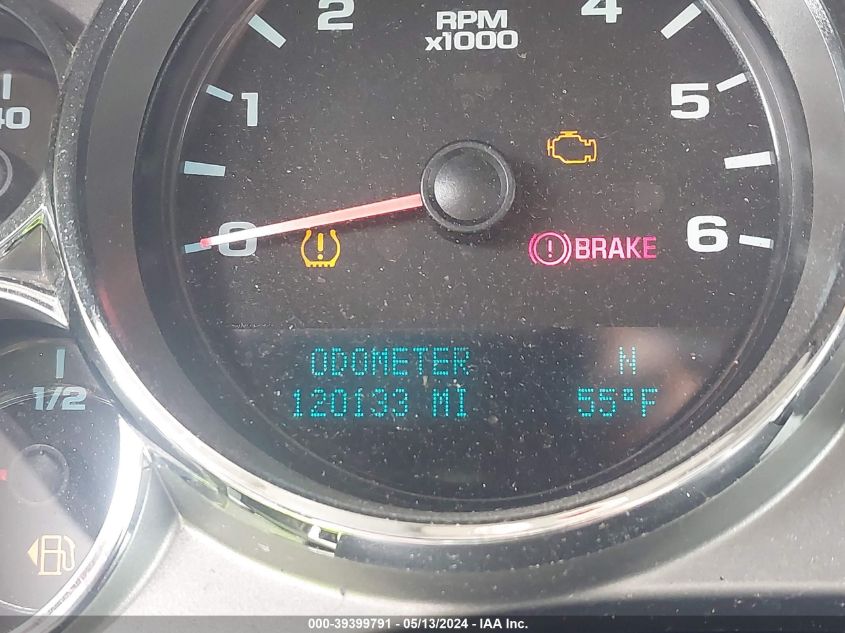 RPM
x1000
0
1
2
4
5
6
40
1/2
BRAKE
ODOMETER N
120133 MI 55°F
000-39399791 - 05/13/2024 - IAA Inc.